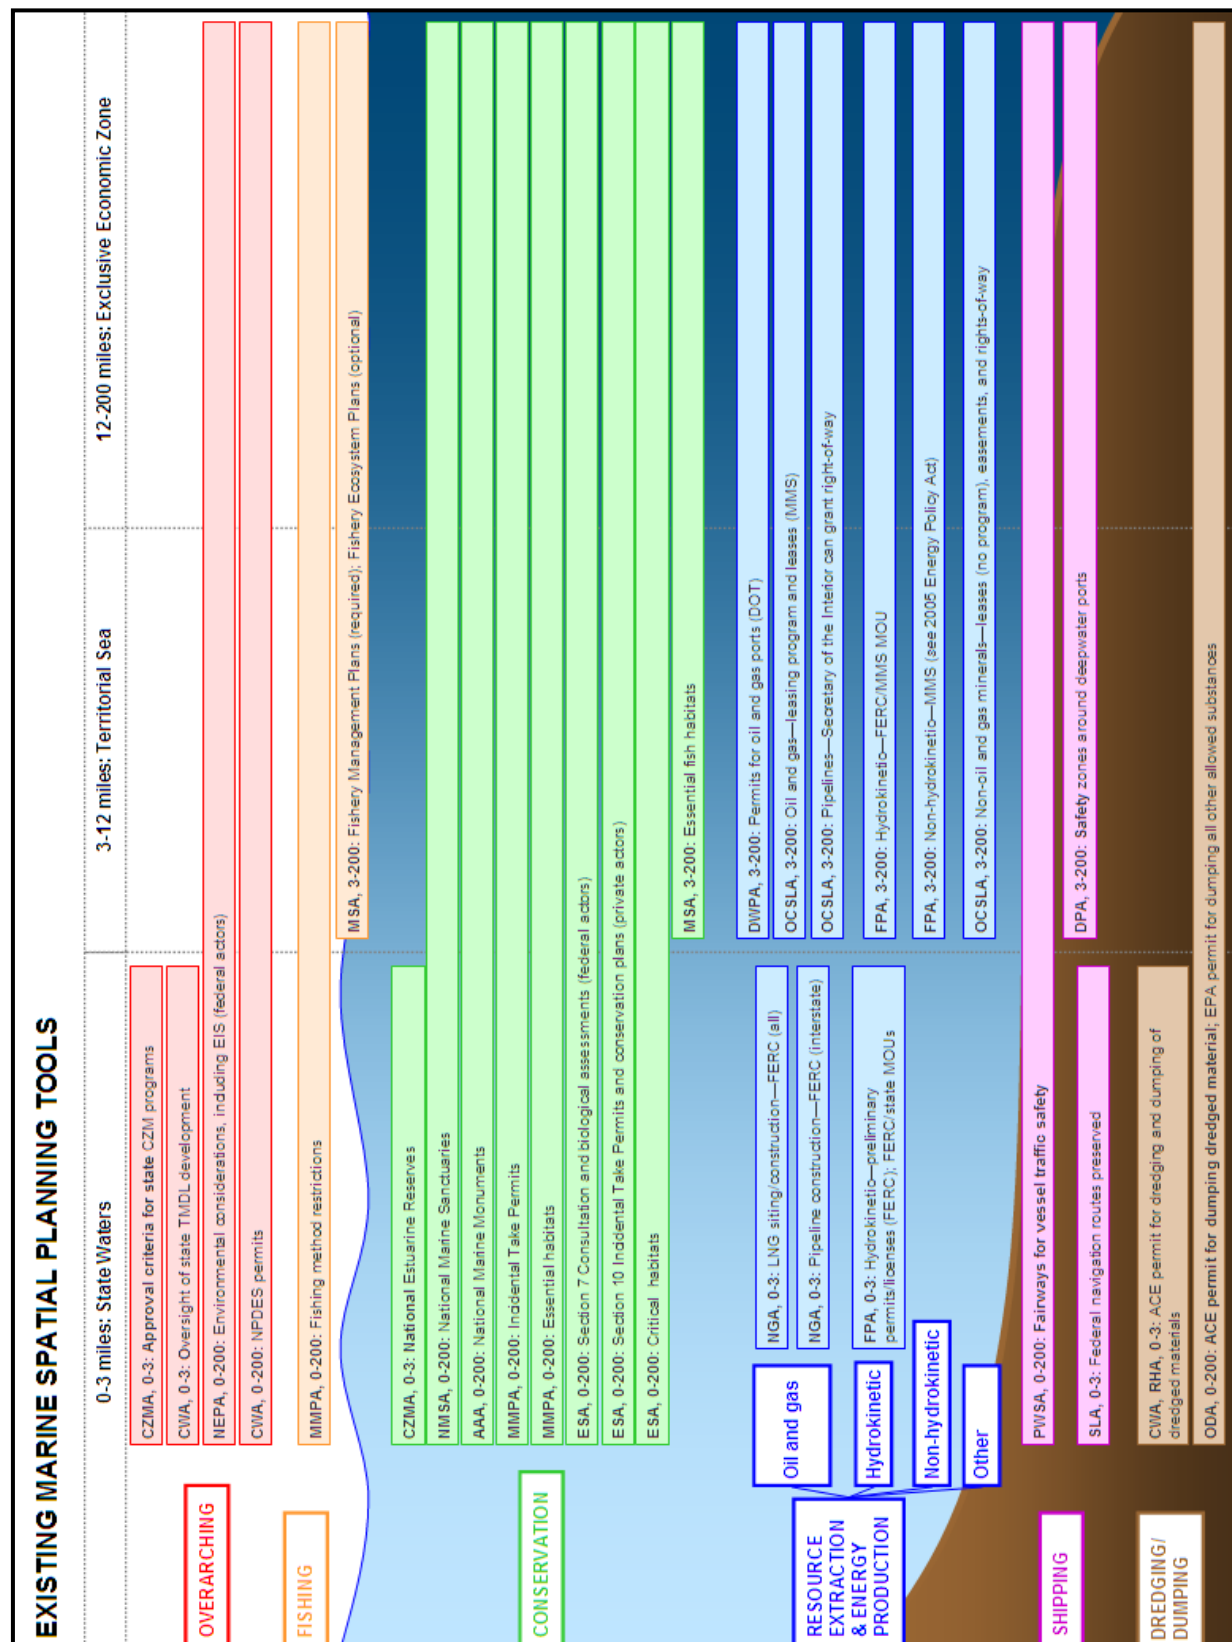 EXISTING MARINE SPATIAL PLANNING TOOLS
0-3 miles: State Waters
3-12 miles: Territorial Sea
12-200 miles: Exclusive Economic Zone
OVERARCHING
CZMA, 0-3: Approval criteria for state CZM programs
CWA, 0-3: Oversight of state TMDL development
NEPA, 0-200: Environmental considerations, including EIS (federal actors)
CWA, 0-200: NPDES permits
FISHING
MMPA, 0-200: Fishing method restrictions
MSA, 3-200: Fishery Management Plans (required); Fishery Ecosystem Plans (optional)
CONSERVATION
CZMA, 0-3: National Estuarine Reserves
NMSA, 0-200: National Marine Sanctuaries
AAA, 0-200: National Marine Monuments
MMPA, 0-200: Incidental Take Permits
MMPA, 0-200: Essential habitats
ESA, 0-200: Section 7 Consultation and biological assessments (federal actors)
ESA, 0-200: Section 10 Incidental Take Permits and conservation plans (private actors)
ESA, 0-200: Critical habitats
MSA, 3-200: Essential fish habitats
RESOURCE
EXTRACTION
& ENERGY
PRODUCTION
Oil and gas
NGA, 0-3: LNG siting/construction—FERC (all)
NGA, 0-3: Pipeline construction—FERC (interstate)
DWPA, 3-200: Permits for oil and gas ports (DOT)
OCSLA, 3-200: Oil and gas—leasing program and leases (MMS)
OCSLA, 3-200: Pipelines—Secretary of the Interior can grant right-of-way
Hydrokinetic
FPA, 0-3: Hydrokinetic—preliminary
permits/licenses (FERC); FERC/state MOUs
FPA, 3-200: Hydrokinetic—FERC/MMS MOU
Non-hydrokinetic
FPA, 3-200: Non-hydrokinetic—MMS (see 2005 Energy Policy Act)
Other
OCSLA, 3-200: Non-oil and gas minerals—leases (no program), easements, and rights-of-way
SHIPPING
PWSA, 0-200: Fairways for vessel traffic safety
SLA, 0-3: Federal navigation routes preserved
DPA, 3-200: Safety zones around deepwater ports
DREDGING/
DUMPING
CWA, RHA, 0-3: ACE permit for dredging and dumping of
dredged materials
ODA, 0-200: ACE permit for dumping dredged material; EPA permit for dumping all other allowed substances